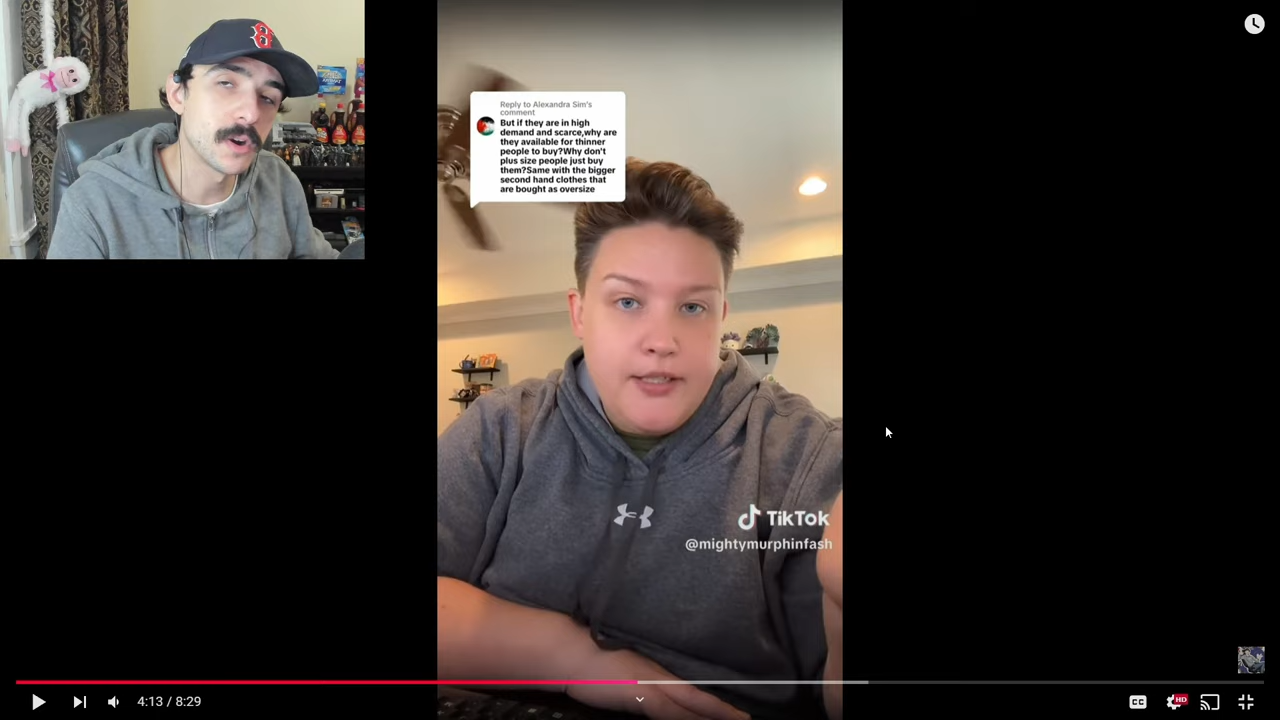 Reply to Alexandra Sim's
comment
But if they are in high
demand and scarce,why are
they available for thinner
people to buy?Why don't
plus size people just buy
them?Same with the bigger
second hand clothes that
are bought as oversize
TikTok
@mightymurphinfash
4:13 / 8:29
CC
HD